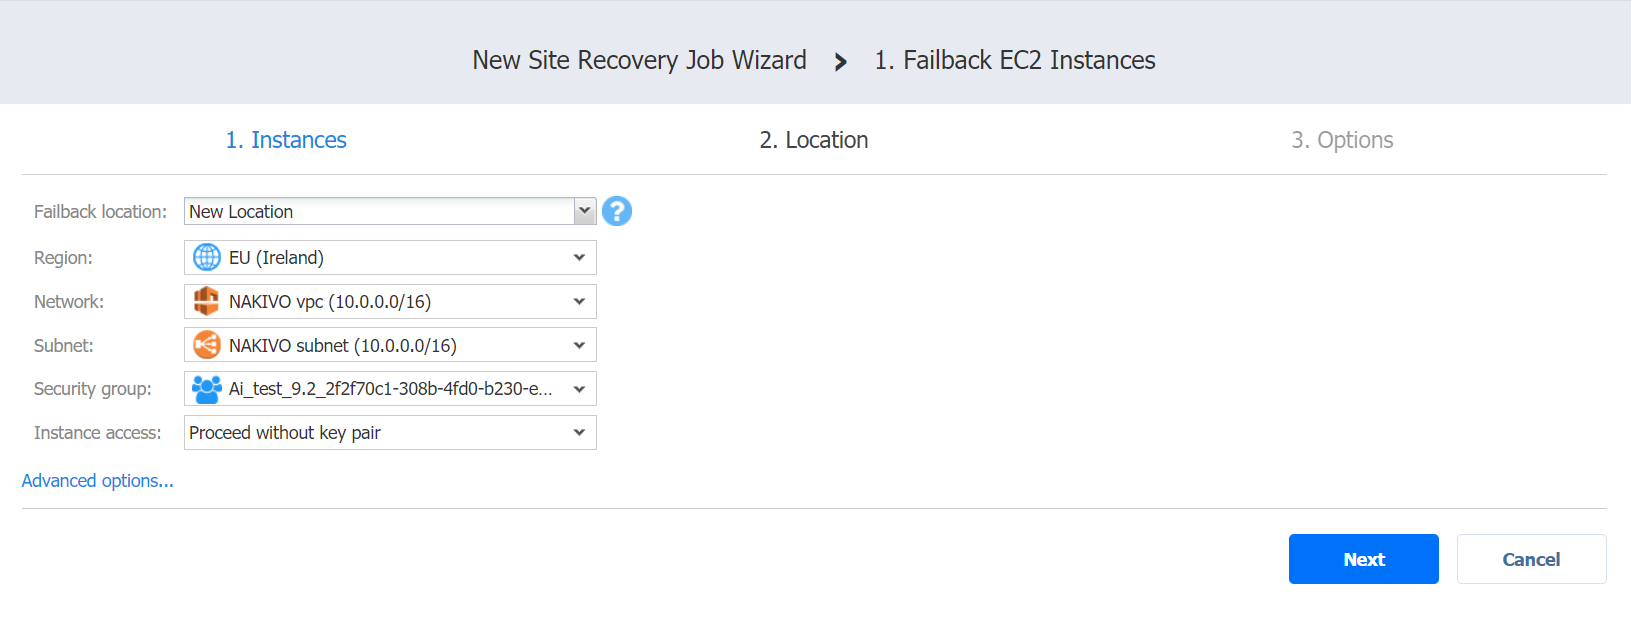 New Site Recovery Job Wizard > 1. Failback EC2 Instances
1. Instances 2. Location 3. Options
Failback location: New Location ?
Region: EU (Ireland)
Network: NAKIVO vpc (10.0.0.0/16)
Subnet: NAKIVO subnet (10.0.0.0/16)
Security group: Ai_test_9.2_2f2f70c1-308b-4fd0-b230-e...
Instance access: Proceed without key pair
Advanced options...
Next Cancel